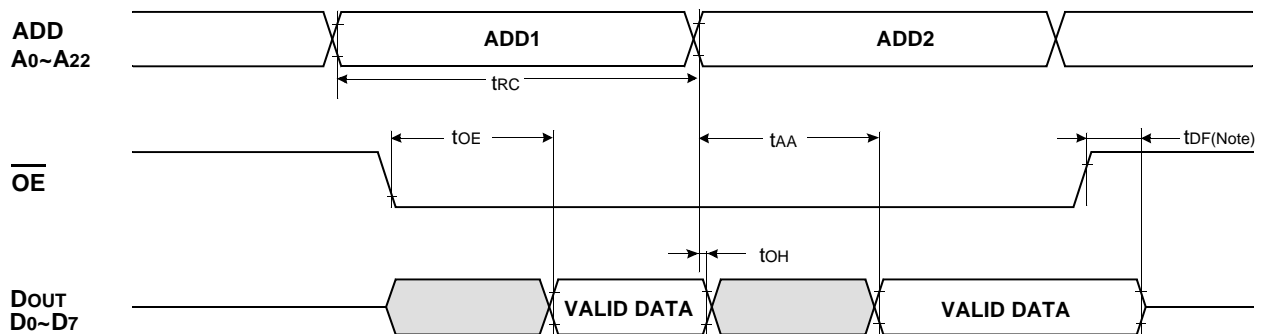 ADD
A0~A22
ADD1
ADD2
tRC
tOE
tAA
tDF(Note)
OE
tOH
DOUT
D0~D7
VALID DATA
VALID DATA